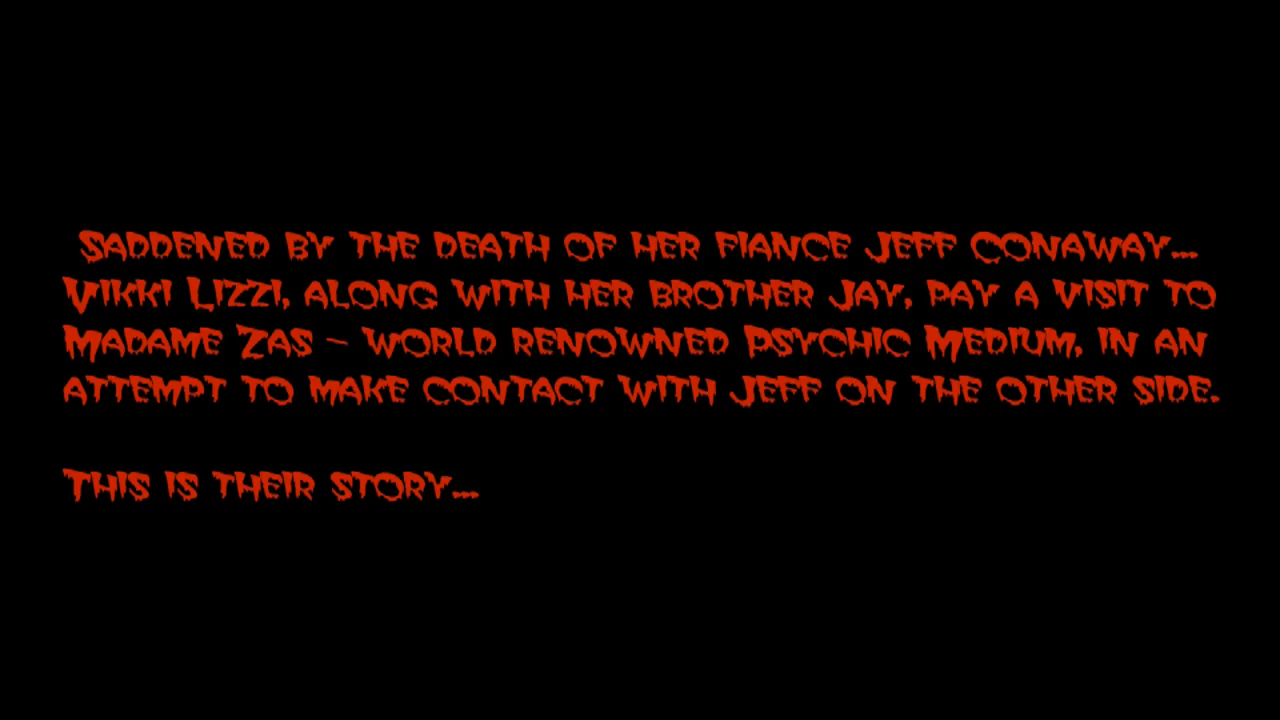 Saddened by the death of her fiance Jeff Conaway...
Vikki Lizzi, along with her brother Jay, pay a visit to
Madame Zas - world renowned Psychic Medium, in an
attempt to make contact with Jeff on the other side.
This is their story...